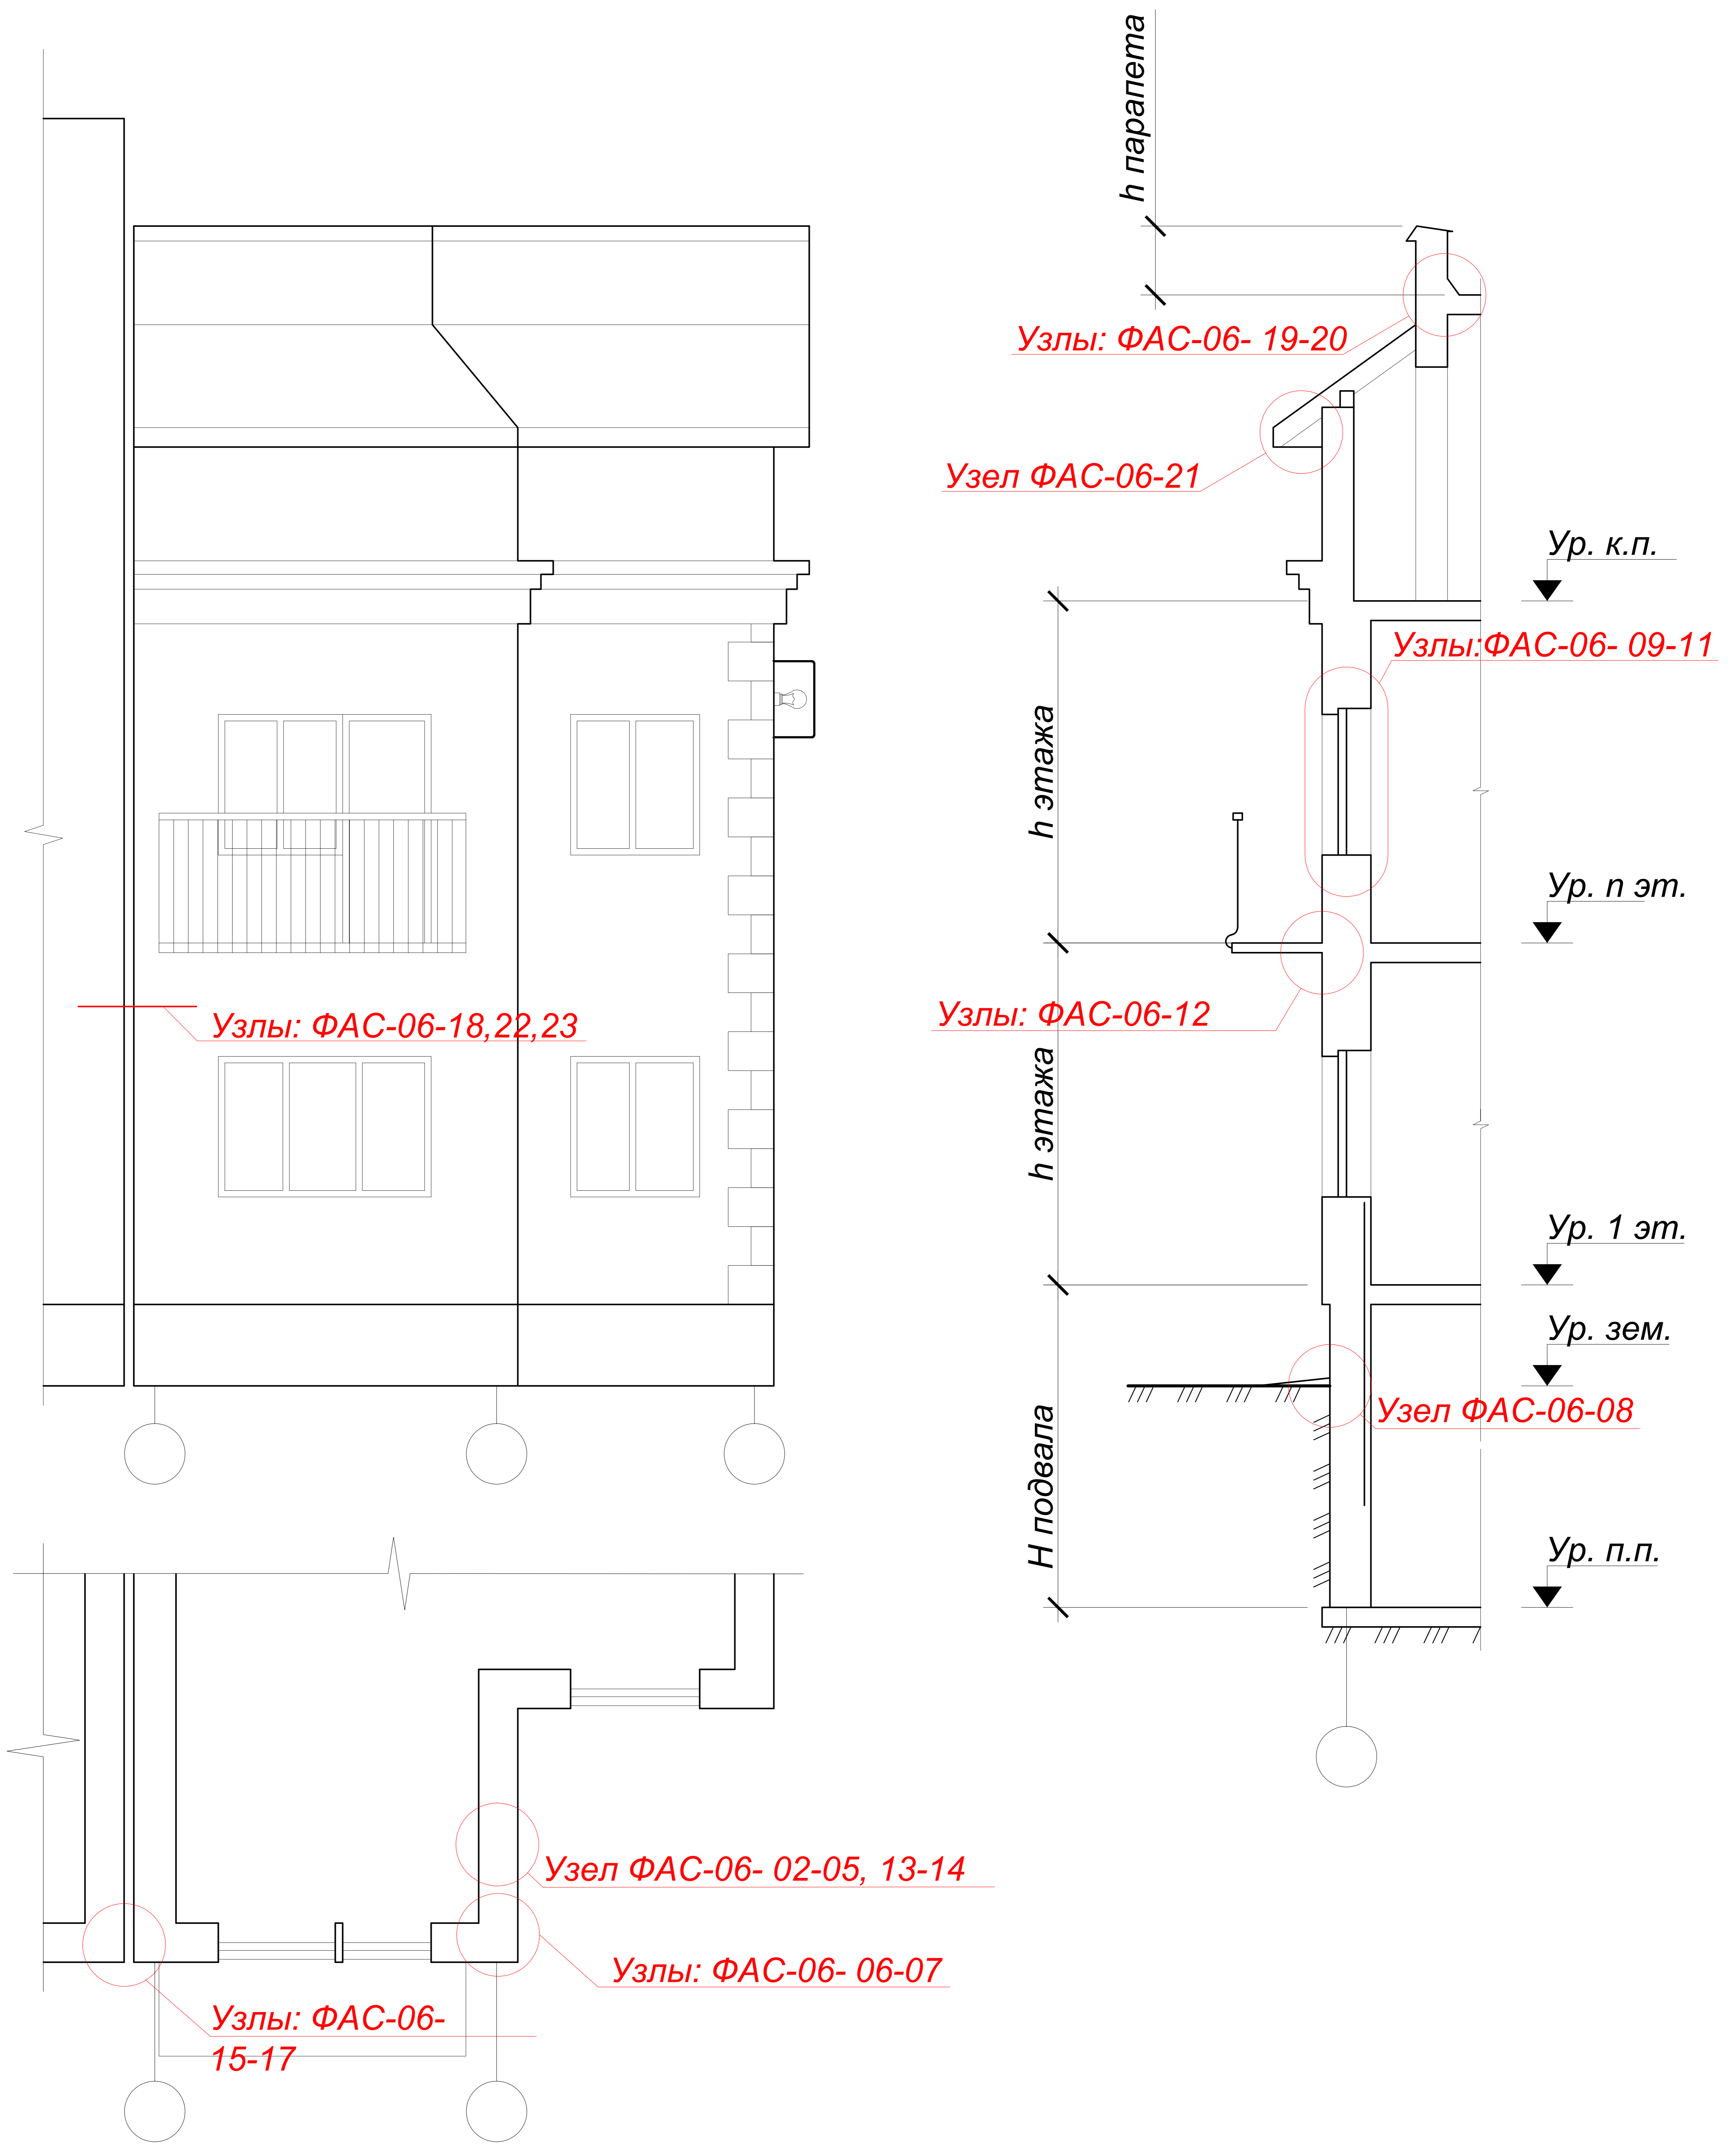 h парапета
Узлы: ФАС-06- 19-20
Узел ФАС-06-21
Ур. к.п.
Узлы:ФАС-06- 09-11
h этажа
Ур. n эт.
Узлы: ФАС-06-18,22,23
Узлы: ФАС-06-12
h этажа
Ур. 1 эт.
Ур. зем.
Узел ФАС-06-08
H подвала
Ур. п.п.
Узел ФАС-06- 02-05, 13-14
Узлы: ФАС-06- 06-07
Узлы: ФАС-06-
15-17